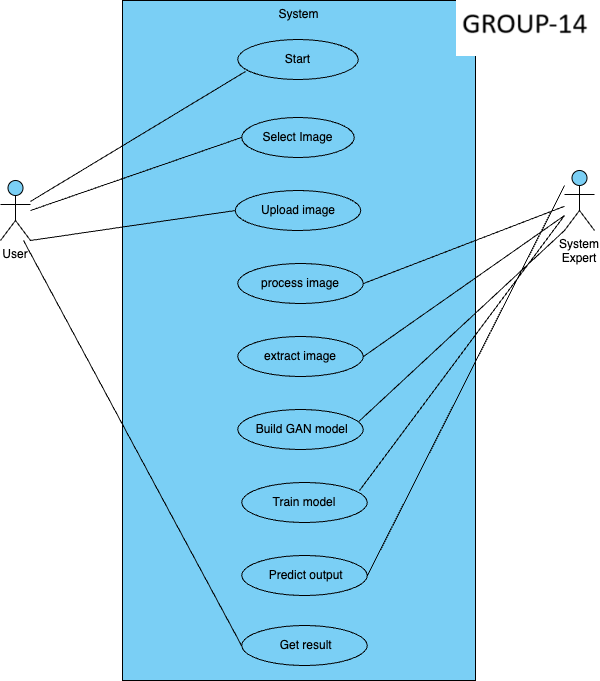 System
GROUP-14
Start
Select Image
Upload image
User
System
Expert
process image
extract image
Build GAN model
Train model
Predict output
Get result